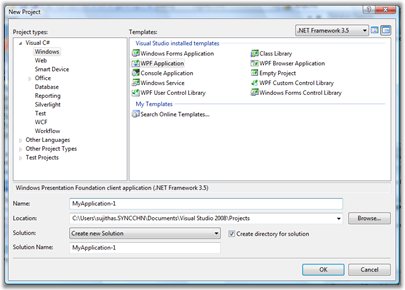 New Project
Project types:
Templates:
.NET Framework 3.5
Visual C#
Windows
Web
Smart Device
Office
Database
Reporting
Silverlight
Test
WCF
Workflow
Other Languages
Other Project Types
Test Projects
Visual Studio installed templates
Windows Forms Application
Class Library
WPF Application
WPF Browser Application
Console Application
Empty Project
Windows Service
WPF Custom Control Library
WPF User Control Library
Windows Forms Control Library
My Templates
Search Online Templates...
Windows Presentation Foundation client application (.NET Framework 3.5)
Name: MyApplication-1
Location: C:\Users\sujithas.SYNCCHN\Documents\Visual Studio 2008\Projects Browse...
Solution: Create new Solution Create directory for solution
Solution Name: MyApplication-1
OK Cancel